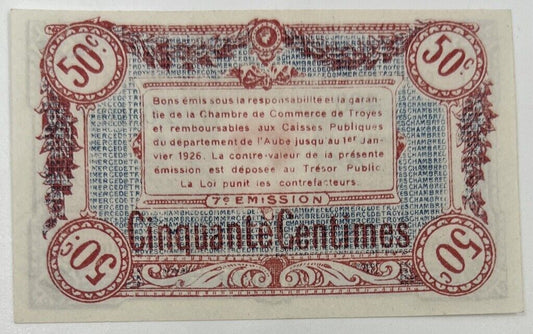 50c. 50c.
Bons émis sous la responsabilité et la garan-
tie de la Chambre de Commerce de Troyes
et remboursables aux Caisses Publiques
du département de l'Aube jusqu'au 1er Jan-
vier 1926. La contre-valeur de la présente
émission est déposée au Trésor Public.
La Loi punit les contrefacteurs.
7e EMISSION
Cinquante Centimes
50c. 50c.